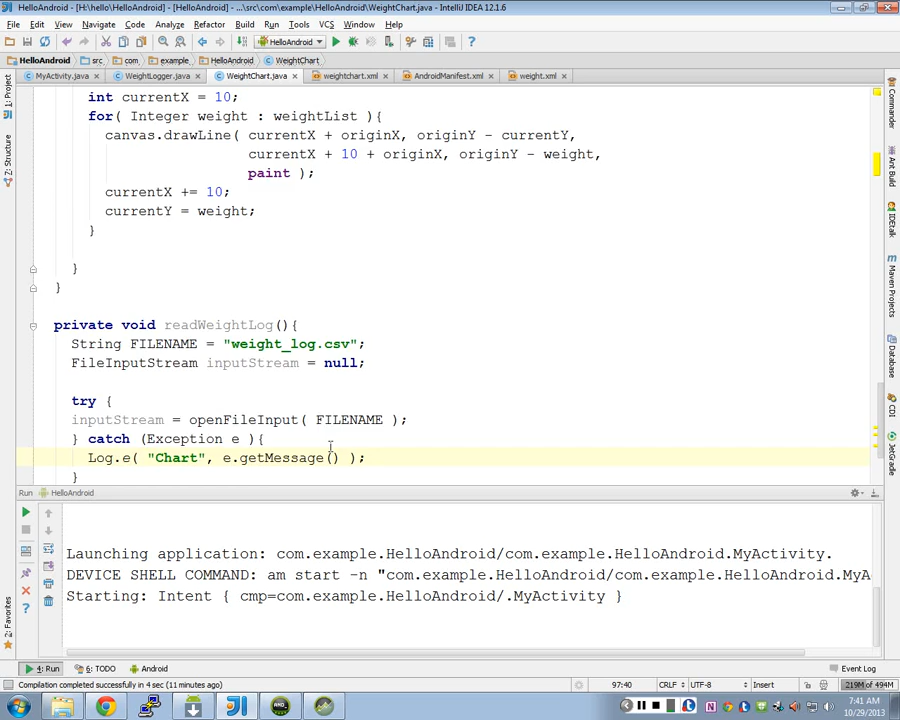 HelloAndroid - [H:\hello\HelloAndroid] - [HelloAndroid] - ...\src\com\example\HelloAndroid\WeightChart.java - IntelliJ IDEA 12.1.6
File Edit View Navigate Code Analyze Refactor Build Run Tools VCS Window Help
HelloAndroid
HelloAndroid src com example HelloAndroid WeightChart
MyActivity.java WeightLogger.java WeightChart.java weightchart.xml AndroidManifest.xml weight.xml
1: Project
7: Structure
2: Favorites
Commander
Ant Build
IDEtalk
Maven Projects
Database
CDI
JetGradle
int currentX = 10;
for( Integer weight : weightList ){
canvas.drawLine( currentX + originX, originY - currentY,
currentX + 10 + originX, originY - weight,
paint );
currentX += 10;
currentY = weight;
}
}
}
private void readWeightLog(){
String FILENAME = "weight_log.csv";
FileInputStream inputStream = null;
try {
inputStream = openFileInput( FILENAME );
} catch (Exception e ){
Log.e( "Chart", e.getMessage() );
}
Run HelloAndroid
Launching application: com.example.HelloAndroid/com.example.HelloAndroid.MyActivity.
DEVICE SHELL COMMAND: am start -n "com.example.HelloAndroid/com.example.HelloAndroid.MyA
Starting: Intent { cmp=com.example.HelloAndroid/.MyActivity }
4: Run 6: TODO Android Event Log
Compilation completed successfully in 4 sec (11 minutes ago) 97:40 CRLF UTF-8 Insert 219M of 494M
7:41 AM
10/29/2013